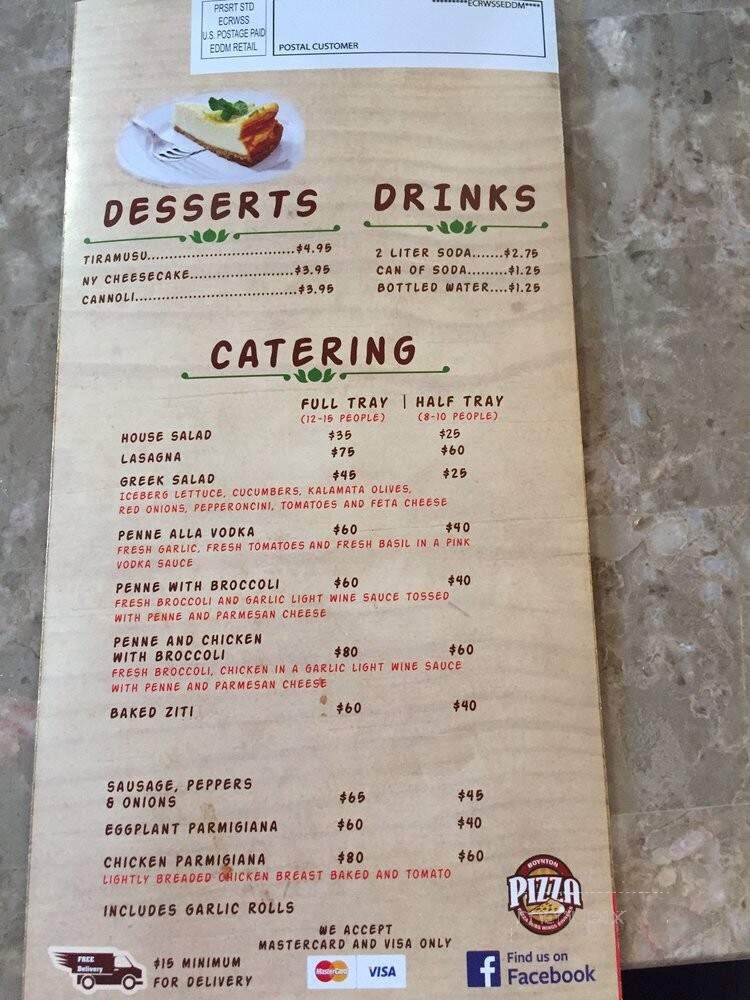 PRSRT STD
ECRWSS
U.S. POSTAGE PAID
EDDM RETAIL
*********ECRWSSEDDM****
POSTAL CUSTOMER
DESSERTS
TIRAMUSU..............................$4.95
NY CHEESECAKE.....................$3.95
CANNOLI.................................$3.95
DRINKS
2 LITER SODA.......$2.75
CAN OF SODA.........$1.25
BOTTLED WATER....$1.25
CATERING
FULL TRAY | HALF TRAY
(12-15 PEOPLE) (8-10 PEOPLE)
HOUSE SALAD $35 $25
LASAGNA $75 $60
GREEK SALAD $45 $25
ICEBERG LETTUCE, CUCUMBERS, KALAMATA OLIVES,
RED ONIONS, PEPPERONCINI, TOMATOES AND FETA CHEESE
PENNE ALLA VODKA $60 $40
FRESH GARLIC, FRESH TOMATOES AND FRESH BASIL IN A PINK
VODKA SAUCE
PENNE WITH BROCCOLI $60 $40
FRESH BROCCOLI AND GARLIC LIGHT WINE SAUCE TOSSED
WITH PENNE AND PARMESAN CHEESE
PENNE AND CHICKEN
WITH BROCCOLI $80 $60
FRESH BROCCOLI, CHICKEN IN A GARLIC LIGHT WINE SAUCE
WITH PENNE AND PARMESAN CHEESE
BAKED ZITI $60 $40
SAUSAGE, PEPPERS
& ONIONS $65 $45
EGGPLANT PARMIGIANA $60 $40
CHICKEN PARMIGIANA $80 $60
LIGHTLY BREADED CHICKEN BREAST BAKED AND TOMATO
INCLUDES GARLIC ROLLS
BOYNTON
PIZZA
WE ACCEPT
MASTERCARD AND VISA ONLY
FREE
Delivery
$15 MINIMUM
FOR DELIVERY
MasterCard
VISA
f
Find us on
Facebook